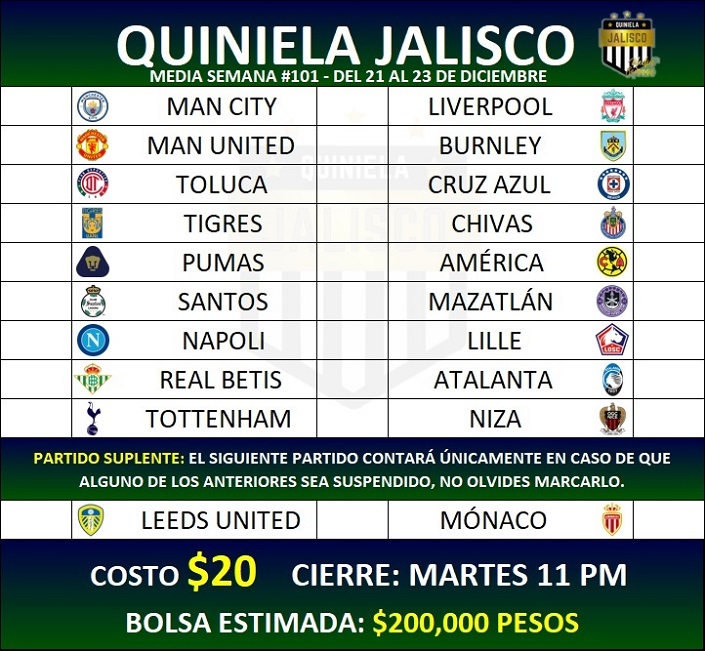 QUINIELA JALISCO
MEDIA SEMANA #101 - DEL 21 AL 23 DE DICIEMBRE
QUINIELA
JALISCO
MAN CITY LIVERPOOL
MAN UNITED BURNLEY
TOLUCA CRUZ AZUL
TIGRES CHIVAS
PUMAS AMÉRICA
SANTOS MAZATLÁN
NAPOLI LILLE
REAL BETIS ATALANTA
TOTTENHAM NIZA
QUINIELA
JALISCO
PARTIDO SUPLENTE: EL SIGUIENTE PARTIDO CONTARÁ ÚNICAMENTE EN CASO DE QUE
ALGUNO DE LOS ANTERIORES SEA SUSPENDIDO, NO OLVIDES MARCARLO.
LEEDS UNITED MÓNACO
COSTO $20 CIERRE: MARTES 11 PM
BOLSA ESTIMADA: $200,000 PESOS